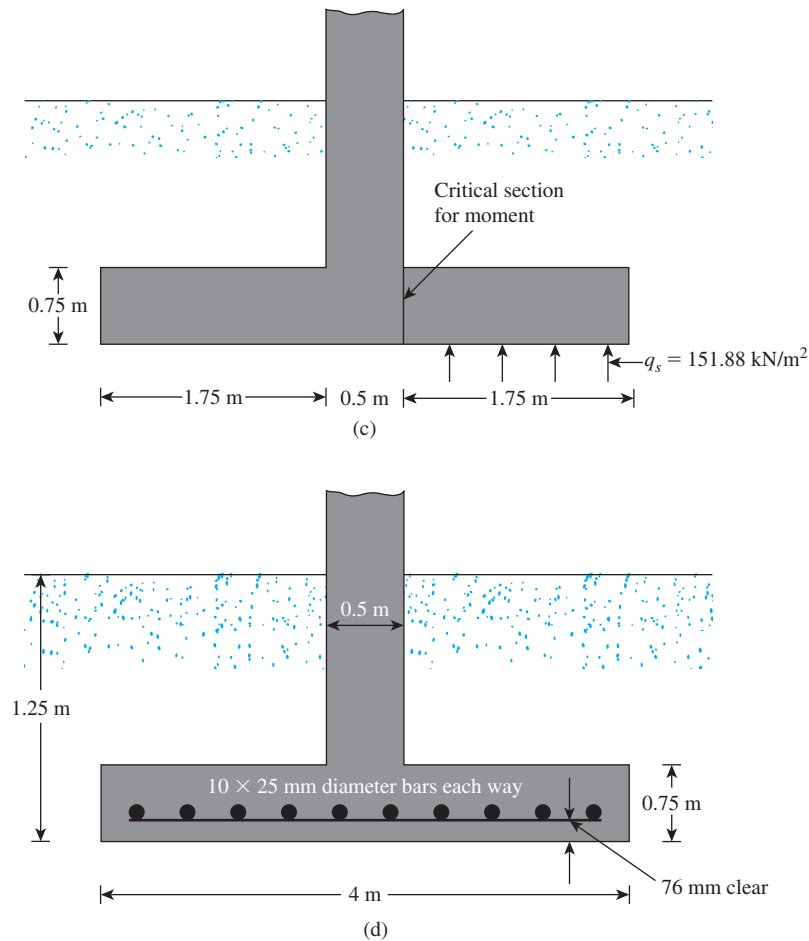 Critical section
for moment
0.75 m
qs = 151.88 kN/m²
1.75 m
0.5 m
1.75 m
(c)
0.5 m
1.25 m
10 × 25 mm diameter bars each way
0.75 m
76 mm clear
4 m
(d)